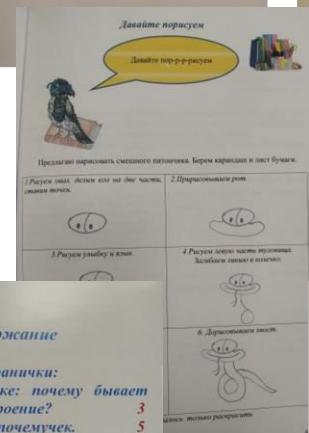 Давайте порисуем
Давайте пор-р-р-рисуем
Предлагаю нарисовать смешного питончика. Берем карандаш и лист бумаги.
1.Рисуем овал, делим его на две части, ставим точки.
2.Пририсовываем рот.
3.Рисуем улыбку и язык.
4.Рисуем левую часть туловища. Загибаем линию в колечко.
6. Дорисовываем хвост.
только раскрасить
жание
анички:
ке: почему бывает
роение? 3
почемучек. 5